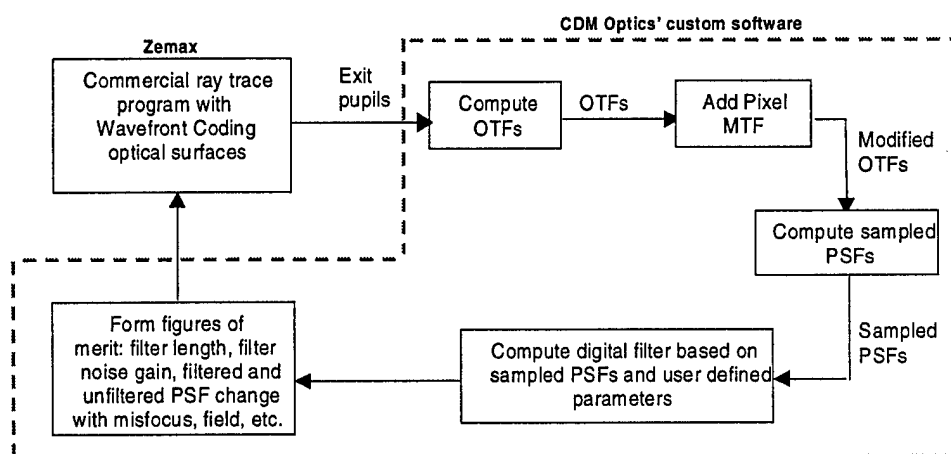 CDM Optics' custom software
Zemax
Commercial ray trace
program with
Wavefront Coding
optical surfaces
Exit
pupils
Compute
OTFs
OTFs
Add Pixel
MTF
Modified
OTFs
Compute sampled
PSFs
Sampled
PSFs
Compute digital filter based on
sampled PSFs and user defined
parameters
Form figures of
merit: filter length, filter
noise gain, filtered and
unfiltered PSF change
with misfocus, field, etc.